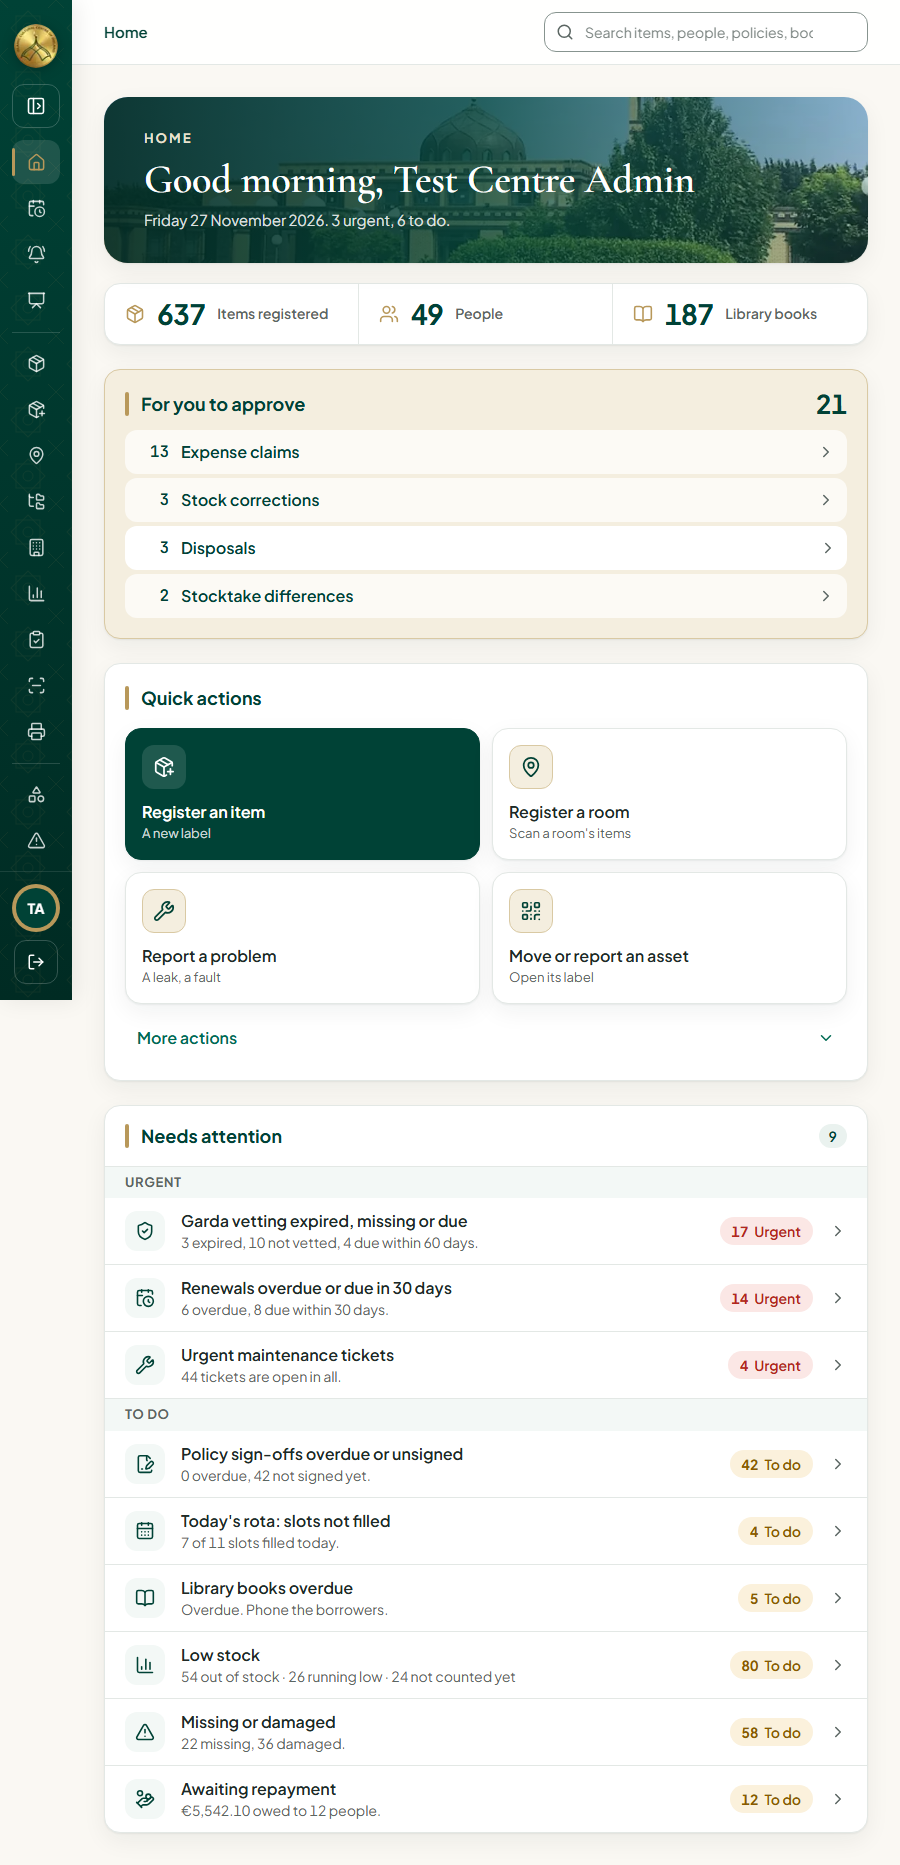 Home
Search items, people, policies, boo
HOME
Good morning, Test Centre Admin
Friday 27 November 2026. 3 urgent, 6 to do.
637 Items registered
49 People
187 Library books
For you to approve 21
13 Expense claims
3 Stock corrections
3 Disposals
2 Stocktake differences
Quick actions
Register an item
A new label
Register a room
Scan a room's items
Report a problem
A leak, a fault
Move or report an asset
Open its label
More actions
TA
Needs attention 9
URGENT
Garda vetting expired, missing or due
3 expired, 10 not vetted, 4 due within 60 days.
17 Urgent
Renewals overdue or due in 30 days
6 overdue, 8 due within 30 days.
14 Urgent
Urgent maintenance tickets
44 tickets are open in all.
4 Urgent
TO DO
Policy sign-offs overdue or unsigned
0 overdue, 42 not signed yet.
42 To do
Today's rota: slots not filled
7 of 11 slots filled today.
4 To do
Library books overdue
Overdue. Phone the borrowers.
5 To do
Low stock
54 out of stock · 26 running low · 24 not counted yet
80 To do
Missing or damaged
22 missing, 36 damaged.
58 To do
Awaiting repayment
€5,542.10 owed to 12 people.
12 To do